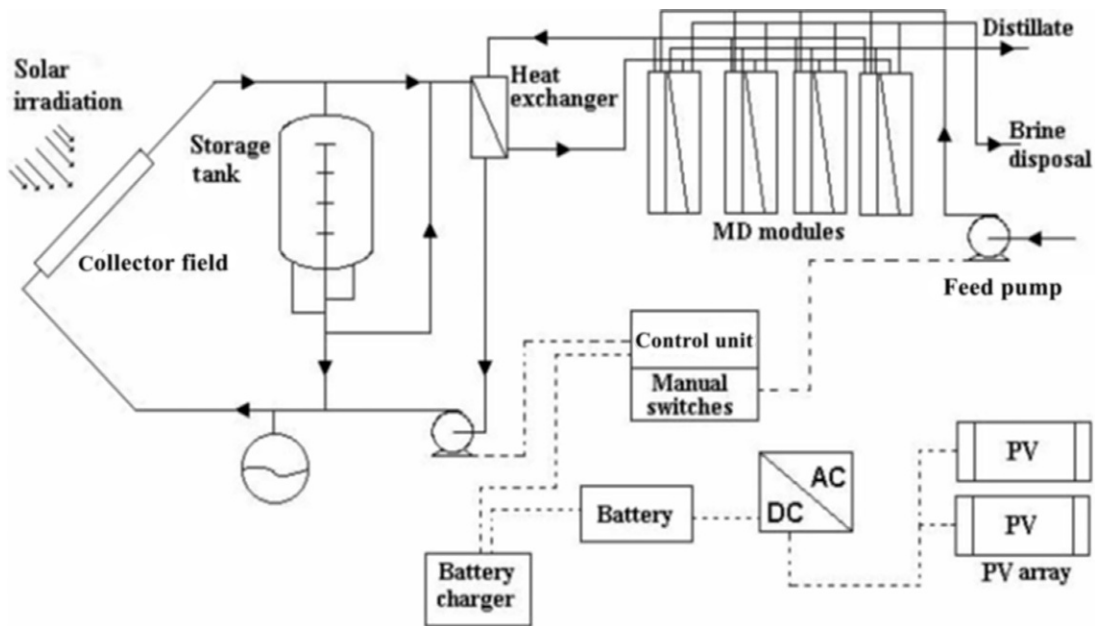 Solar
irradiation
Storage
tank
Collector field
Heat
exchanger
MD modules
Distillate
Brine
disposal
Feed pump
Control unit
Manual
switches
Battery
charger
Battery
AC
DC
PV
PV
PV array